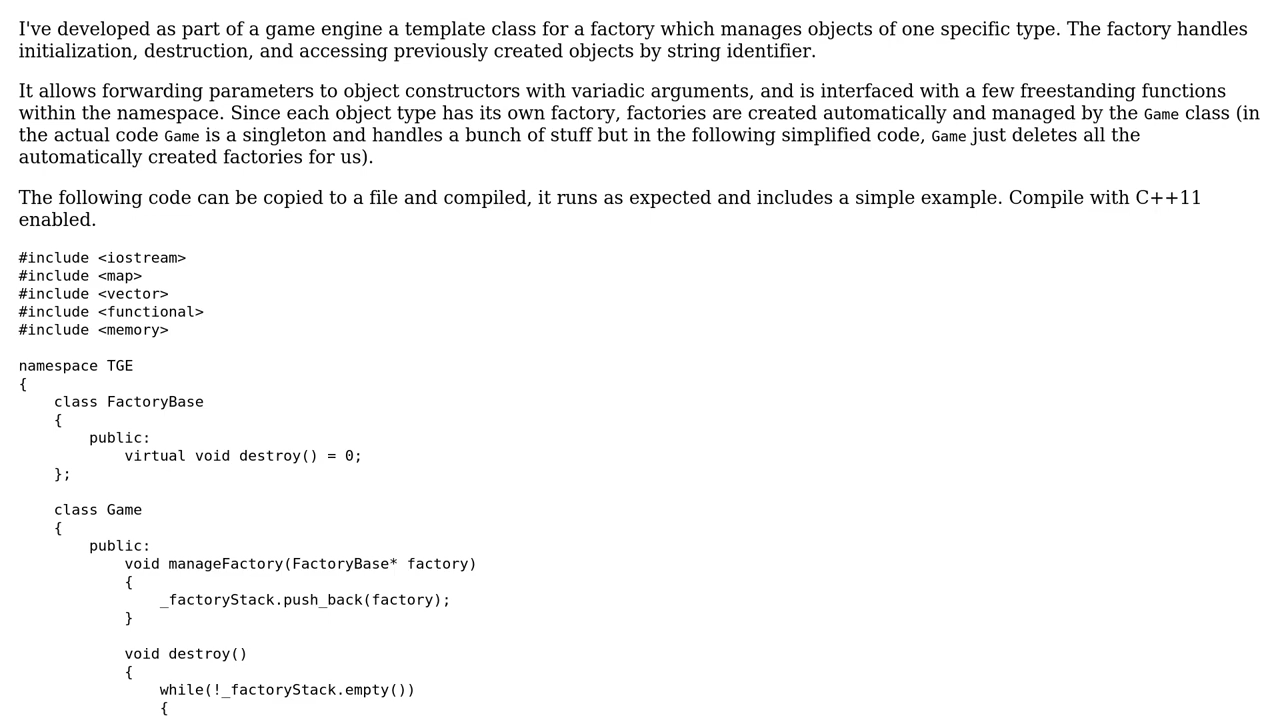 I've developed as part of a game engine a template class for a factory which manages objects of one specific type. The factory handles
initialization, destruction, and accessing previously created objects by string identifier.
It allows forwarding parameters to object constructors with variadic arguments, and is interfaced with a few freestanding functions
within the namespace. Since each object type has its own factory, factories are created automatically and managed by the Game class (in
the actual code Game is a singleton and handles a bunch of stuff but in the following simplified code, Game just deletes all the
automatically created factories for us).
The following code can be copied to a file and compiled, it runs as expected and includes a simple example. Compile with C++11
enabled.
#include <iostream>
#include <map>
#include <vector>
#include <functional>
#include <memory>
namespace TGE
{
    class FactoryBase
    {
        public:
            virtual void destroy() = 0;
    };
    class Game
    {
        public:
            void manageFactory(FactoryBase* factory)
            {
                _factoryStack.push_back(factory);
            }
            void destroy()
            {
                while(!_factoryStack.empty())
                {